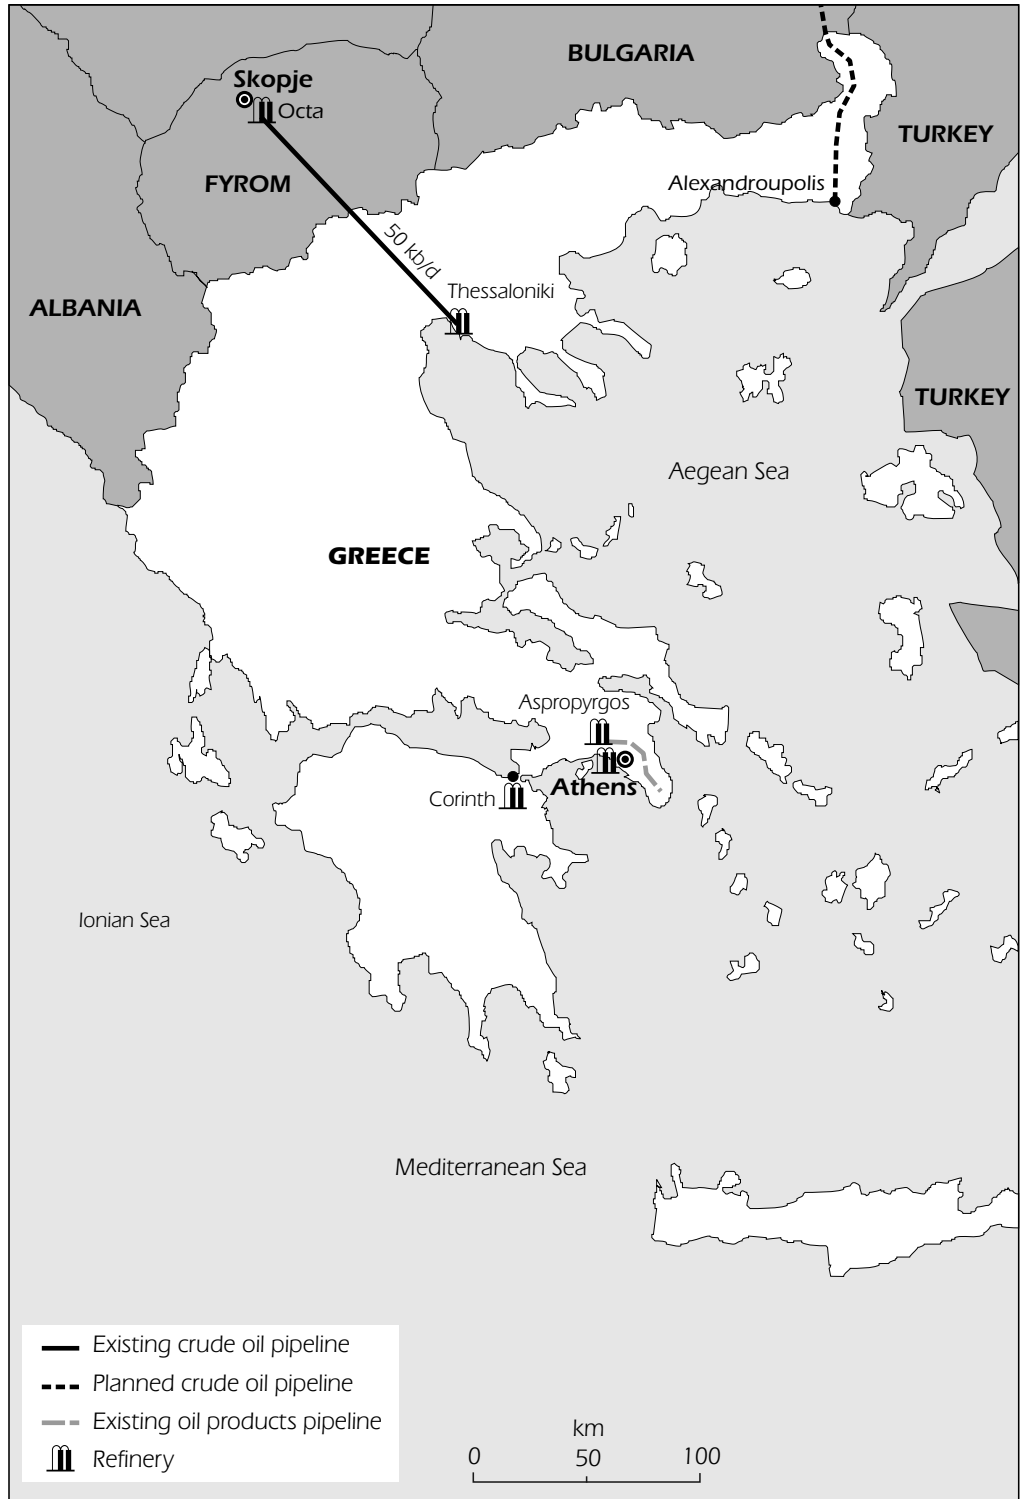 BULGARIA
Skopje
Octa
TURKEY
FYROM
Alexandroupolis
50 kb/d
Thessaloniki
ALBANIA
TURKEY
Aegean Sea
GREECE
Aspropyrgos
Athens
Corinth
Ionian Sea
Mediterranean Sea
Existing crude oil pipeline
Planned crude oil pipeline
Existing oil products pipeline
Refinery
km
0 50 100